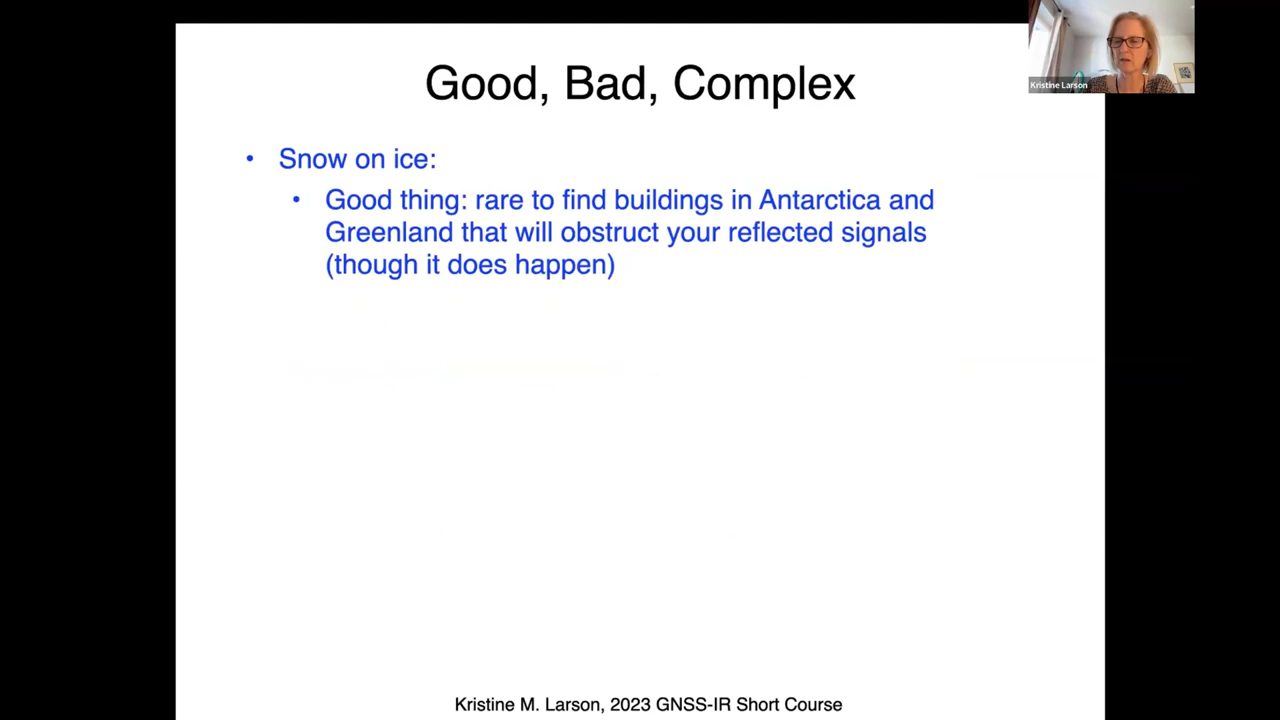 Good, Bad, Complex
Kristine Larson
• Snow on ice:
• Good thing: rare to find buildings in Antarctica and
Greenland that will obstruct your reflected signals
(though it does happen)
Kristine M. Larson, 2023 GNSS-IR Short Course